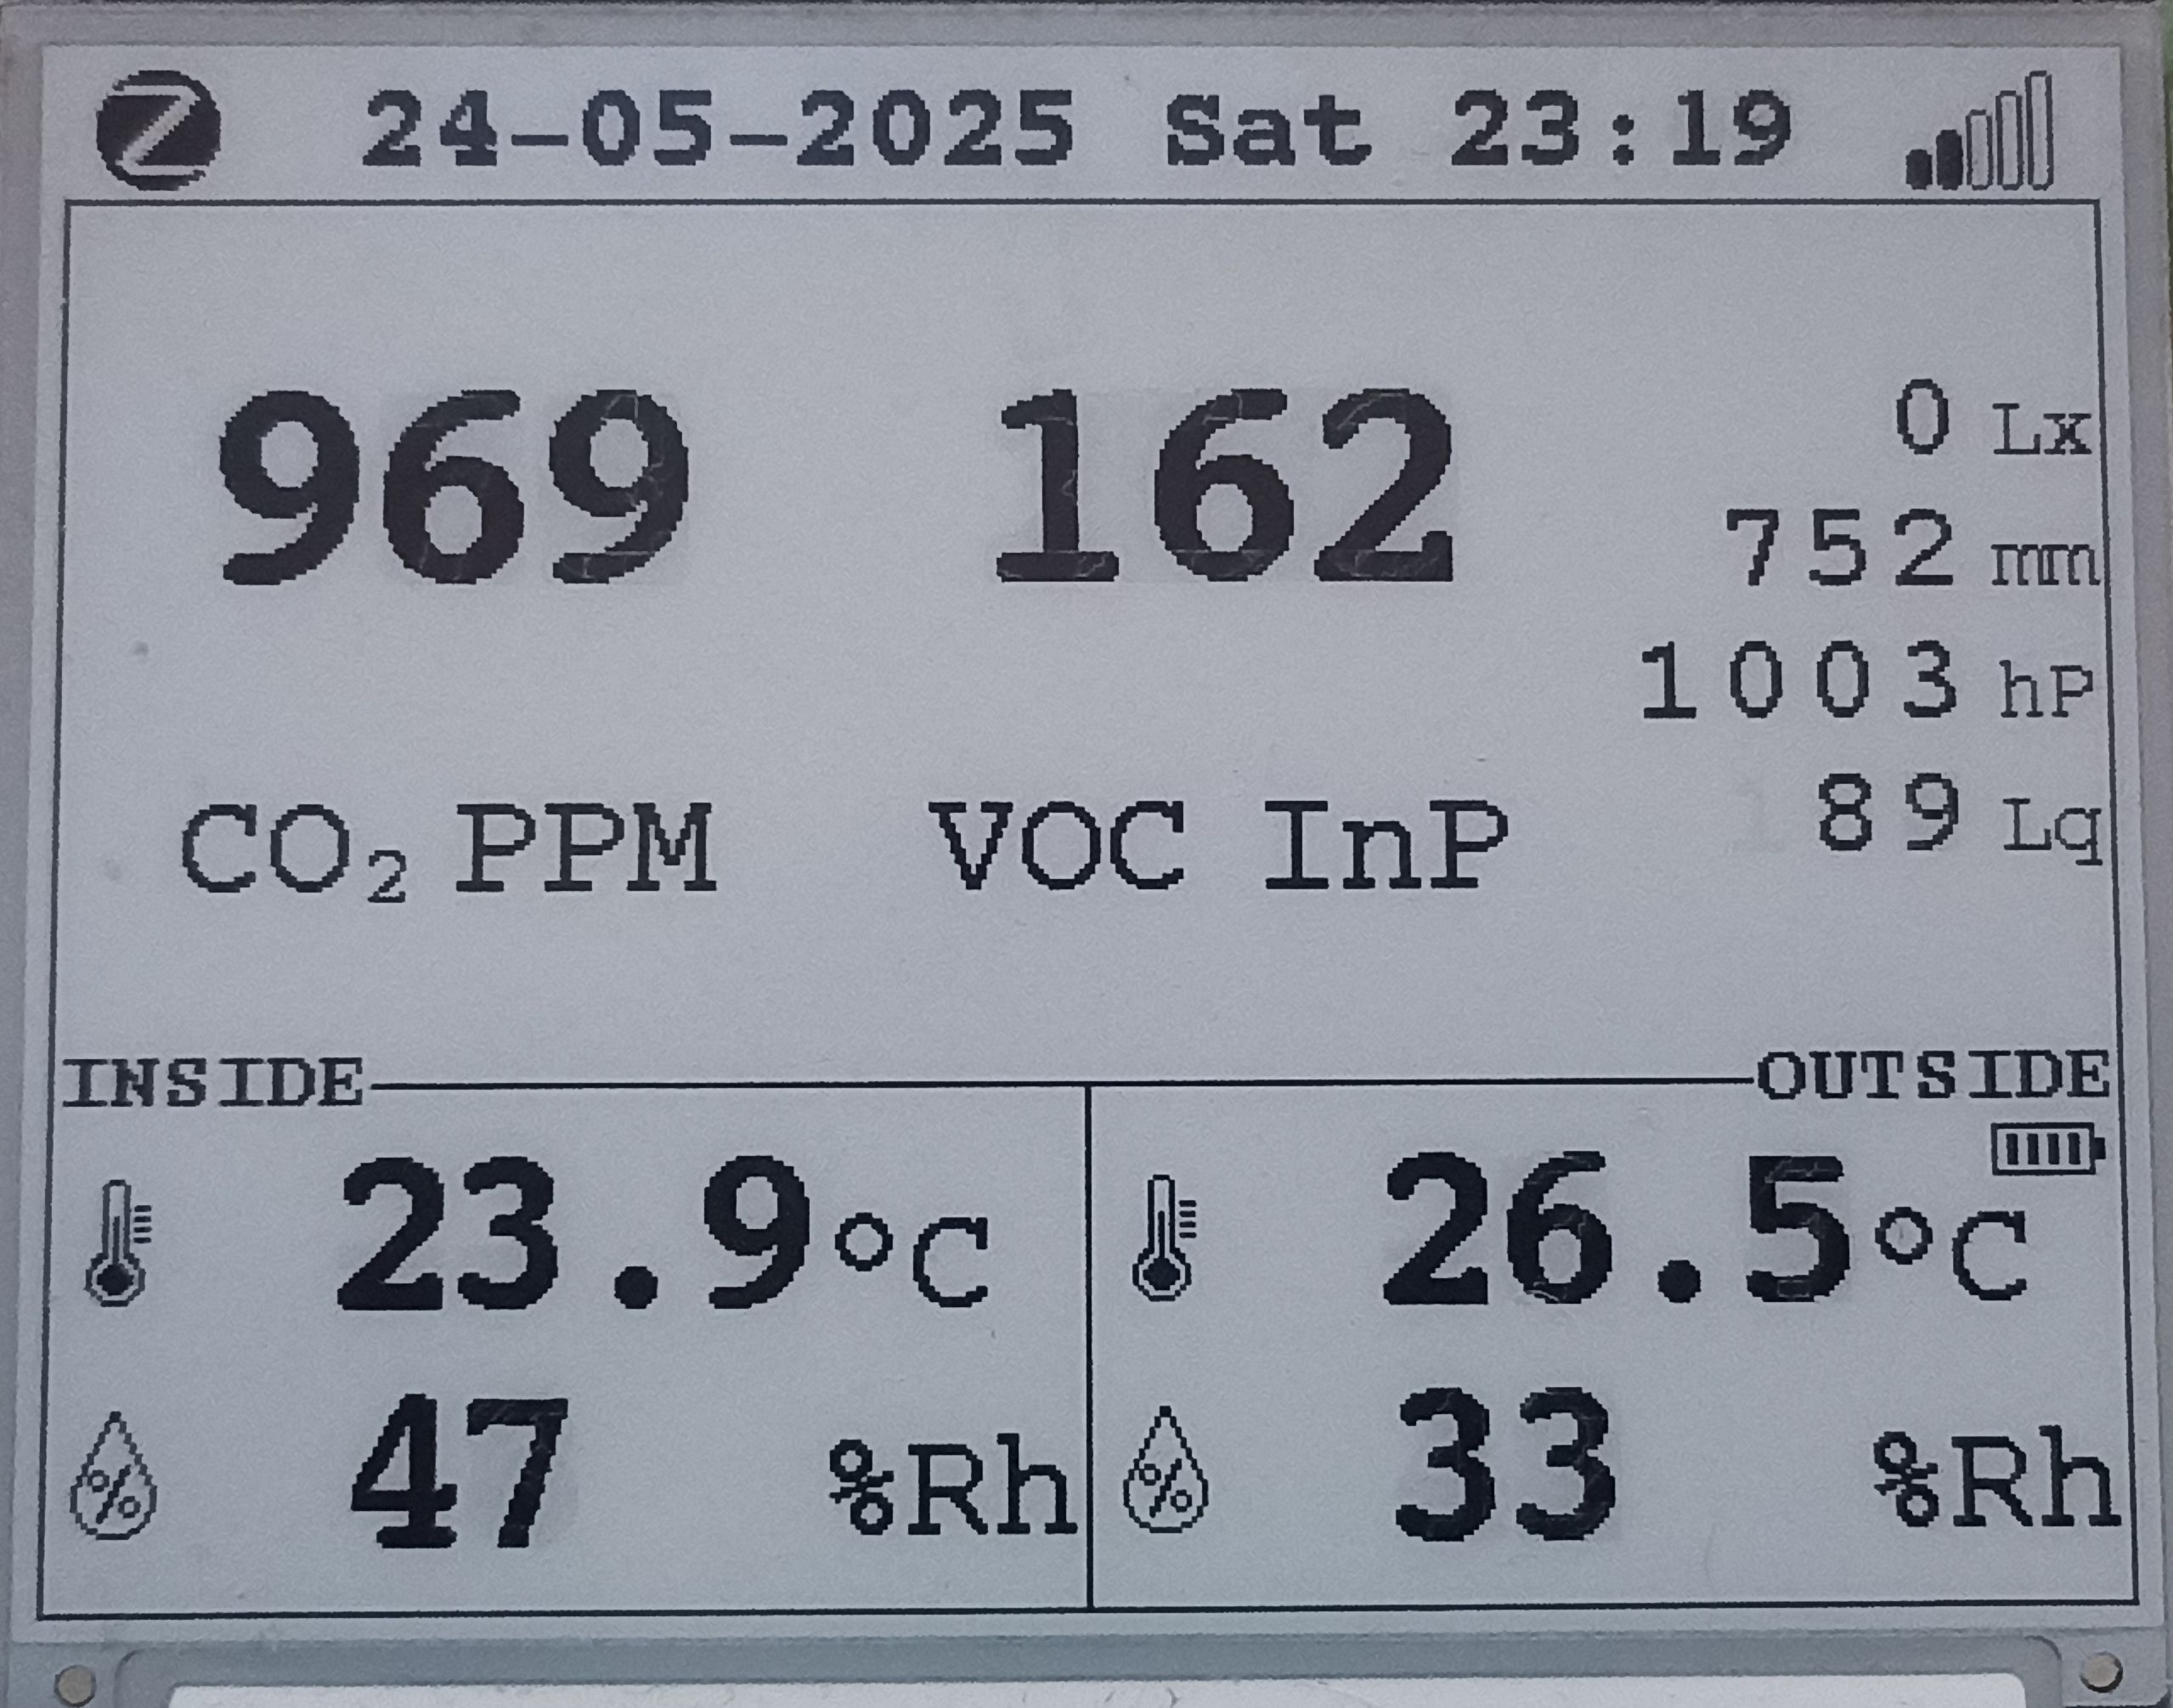 24-05-2025 Sat 23:19
969 162
0 Lx
752 mm
1003 hP
89 Lq
CO₂ PPM VOC InP
INSIDE OUTSIDE
23.9°C 26.5°C
47 %Rh 33 %Rh